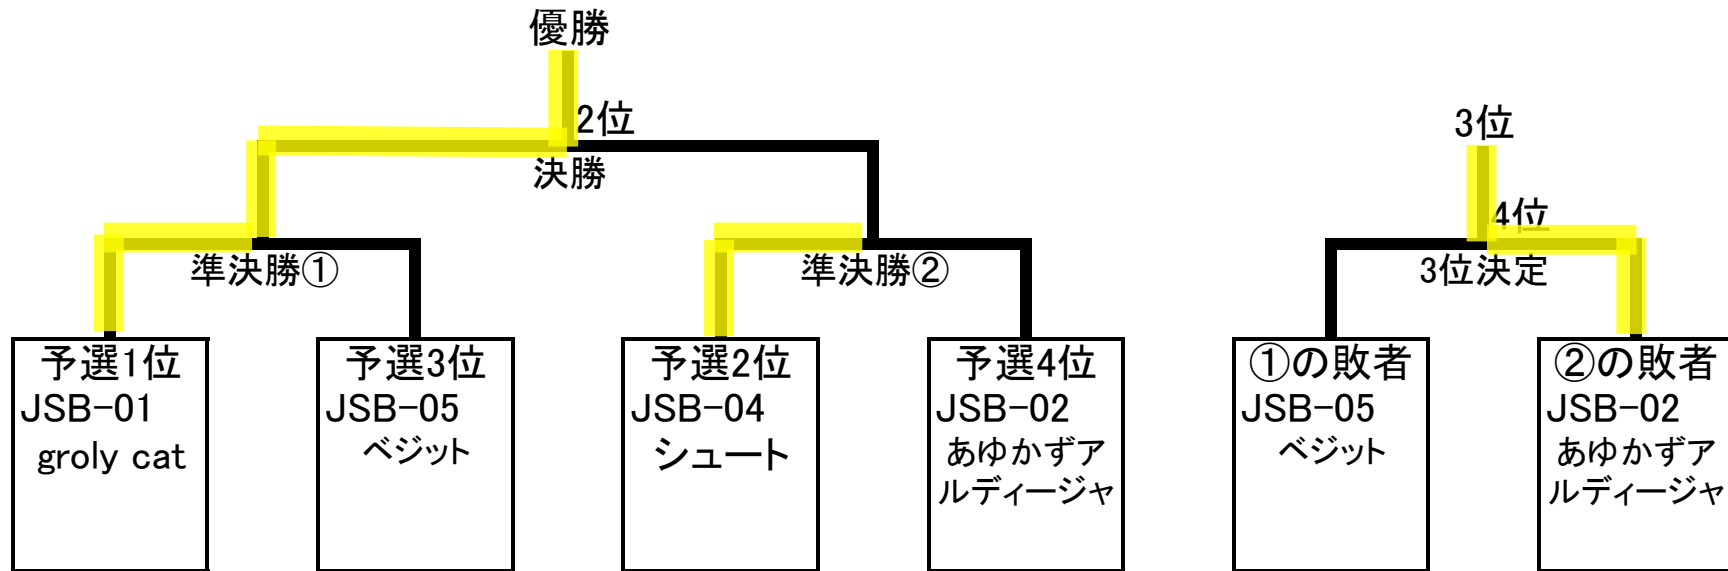 優勝
2位
決勝
3位
4位
準決勝①
準決勝②
3位決定
予選1位
JSB-01
groly cat
予選3位
JSB-05
ベジット
予選2位
JSB-04
シュート
予選4位
JSB-02
あゆかずア
ルディージャ
①の敗者
JSB-05
ベジット
②の敗者
JSB-02
あゆかずア
ルディージャ